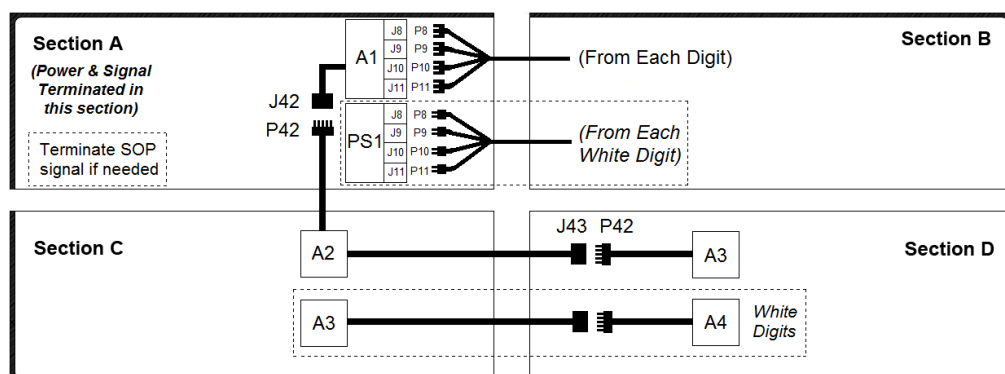 Section A
(Power & Signal
Terminated in
this section)
Terminate SOP
signal if needed
J42
P42
A1
J8 P8
J9 P9
J10 P10
J11 P11
(From Each Digit)
Section B
PS1
J8 P8
J9 P9
J10 P10
J11 P11
(From Each
White Digit)
Section C
A2
J43 P42
A3
Section D
A3
A4
White
Digits